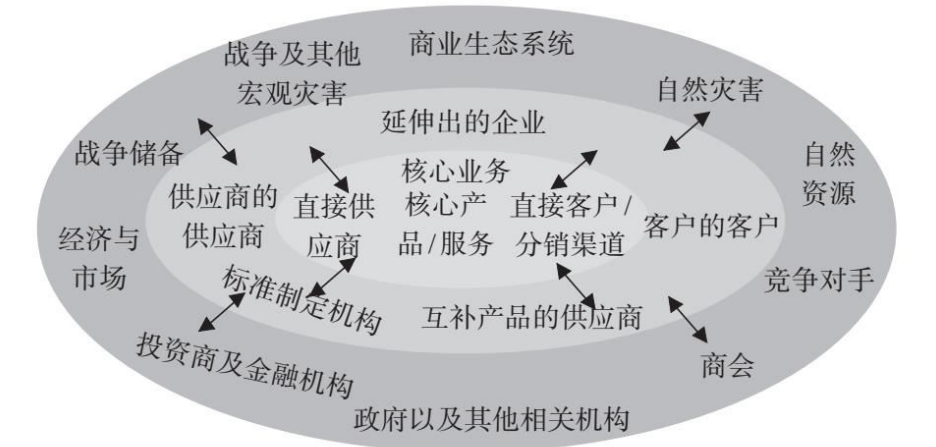 商业生态系统
战争及其他
宏观灾害
自然灾害
延伸出的企业
战争储备
自然
资源
核心业务
供应商的
供应商
直接供
应商
核心产
品/服务
直接客户/
分销渠道
客户的客户
经济与
市场
标准制定机构
互补产品的供应商
竞争对手
投资商及金融机构
商会
政府以及其他相关机构